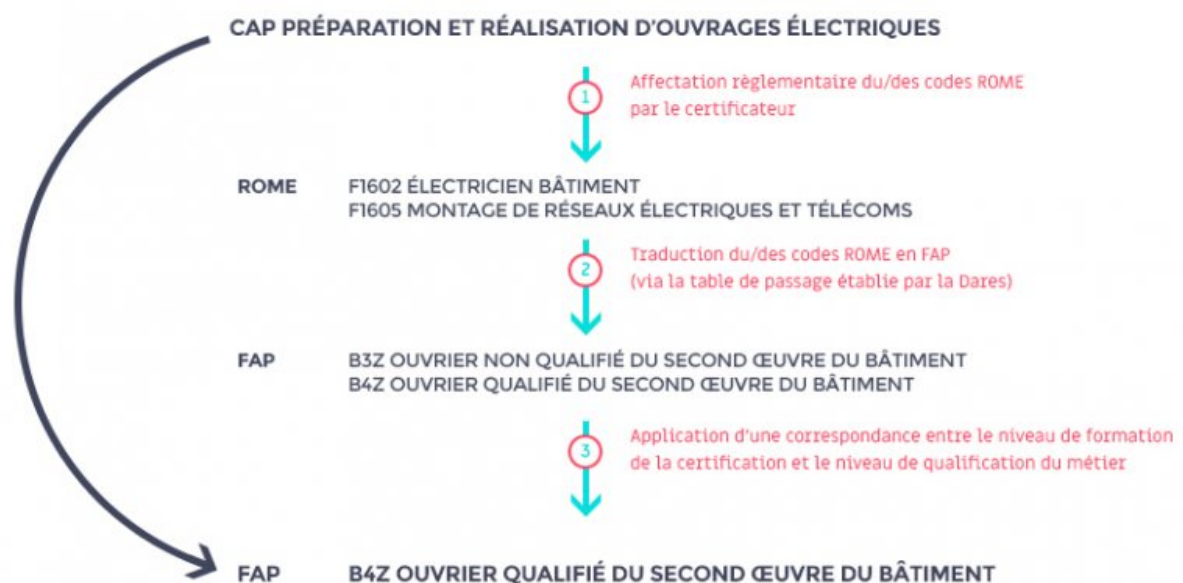 CAP PRÉPARATION ET RÉALISATION D'OUVRAGES ÉLECTRIQUES
1
Affectation règlementaire du/des codes ROME
par le certificateur
ROME F1602 ÉLECTRICIEN BÂTIMENT
F1605 MONTAGE DE RÉSEAUX ÉLECTRIQUES ET TÉLÉCOMS
2
Traduction du/des codes ROME en FAP
(via la table de passage établie par la Dares)
FAP B3Z OUVRIER NON QUALIFIÉ DU SECOND ŒUVRE DU BÂTIMENT
B4Z OUVRIER QUALIFIÉ DU SECOND ŒUVRE DU BÂTIMENT
3
Application d'une correspondance entre le niveau de formation
de la certification et le niveau de qualification du métier
FAP B4Z OUVRIER QUALIFIÉ DU SECOND ŒUVRE DU BÂTIMENT